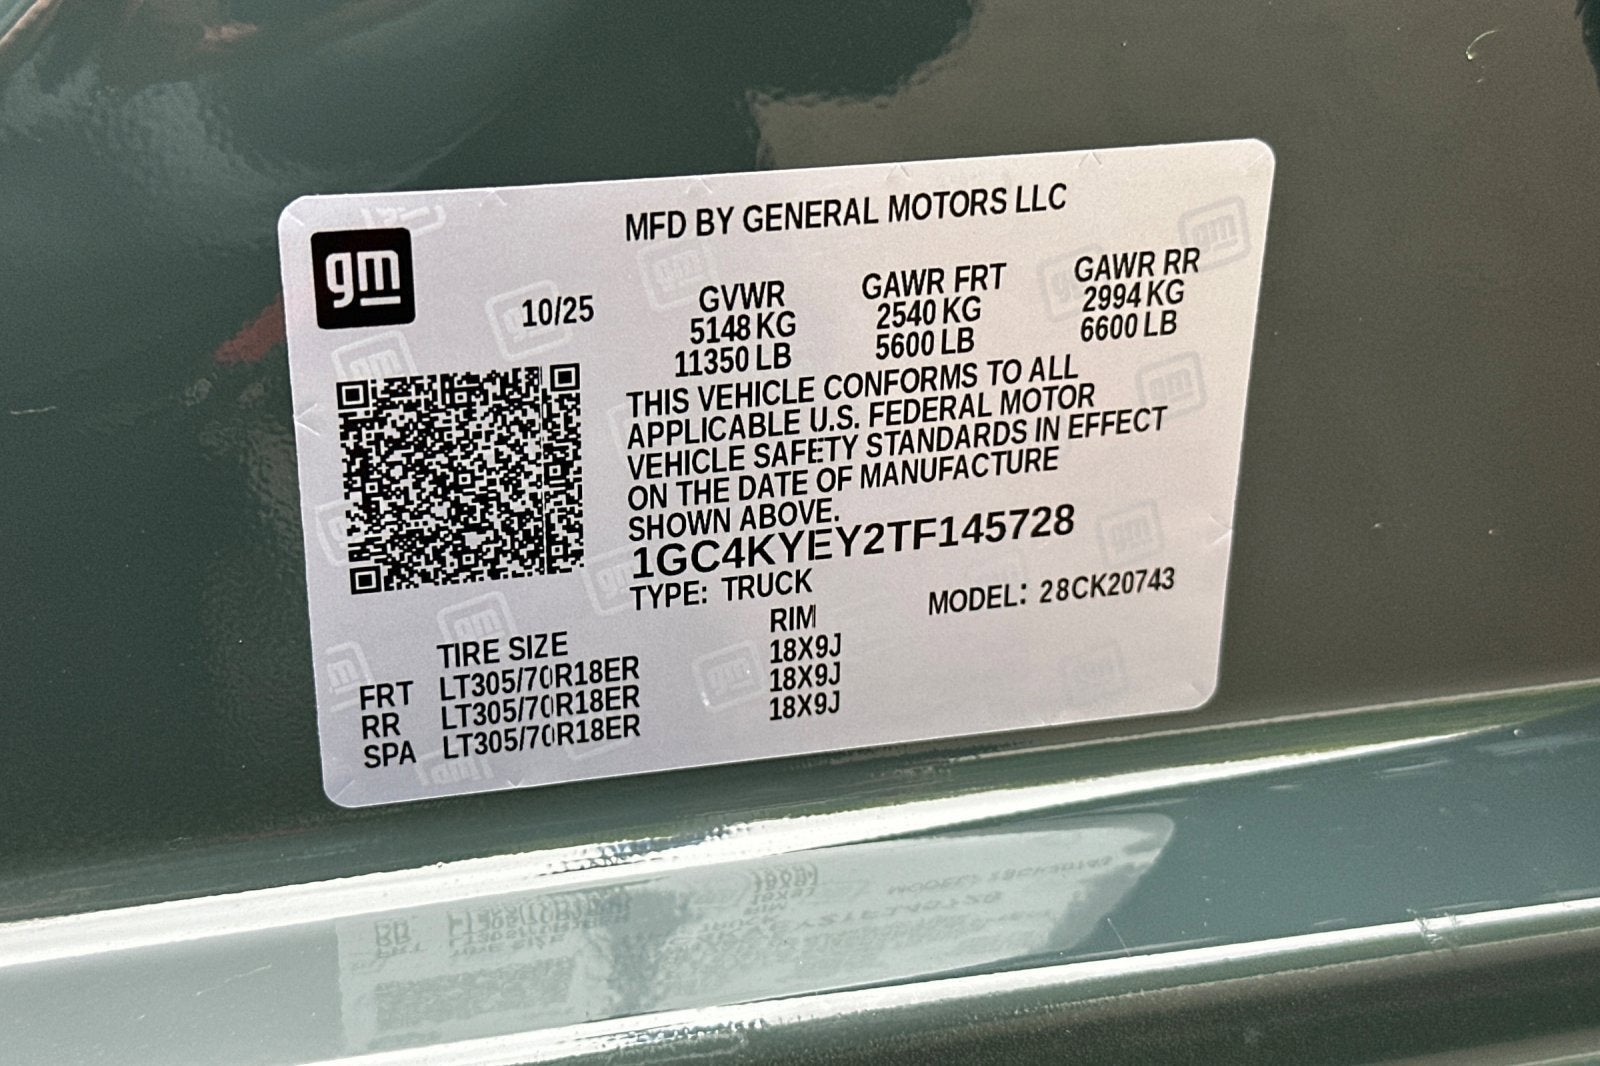 MFD BY GENERAL MOTORS LLC
gm
10/25
GVWR GAWR FRT GAWR RR
5148 KG 2540 KG 2994 KG
11350 LB 5600 LB 6600 LB
THIS VEHICLE CONFORMS TO ALL
APPLICABLE U.S. FEDERAL MOTOR
VEHICLE SAFETY STANDARDS IN EFFECT
ON THE DATE OF MANUFACTURE
SHOWN ABOVE.
1GC4KYEY2TF145728
TYPE: TRUCK
MODEL: 28CK20743
TIRE SIZE RIM
FRT LT305/70R18ER 18X9J
RR LT305/70R18ER 18X9J
SPA LT305/70R18ER 18X9J